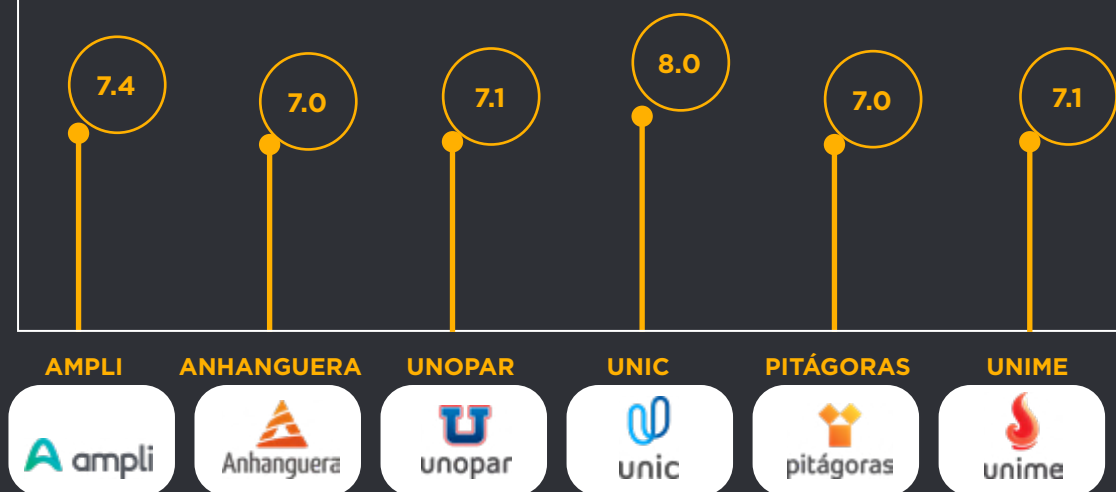 7.4
7.0
7.1
8.0
7.0
7.1
AMPLI
ANHANGUERA
UNOPAR
UNIC
PITÁGORAS
UNIME
ampli
Anhanguera
unopar
unic
pitágoras
unime